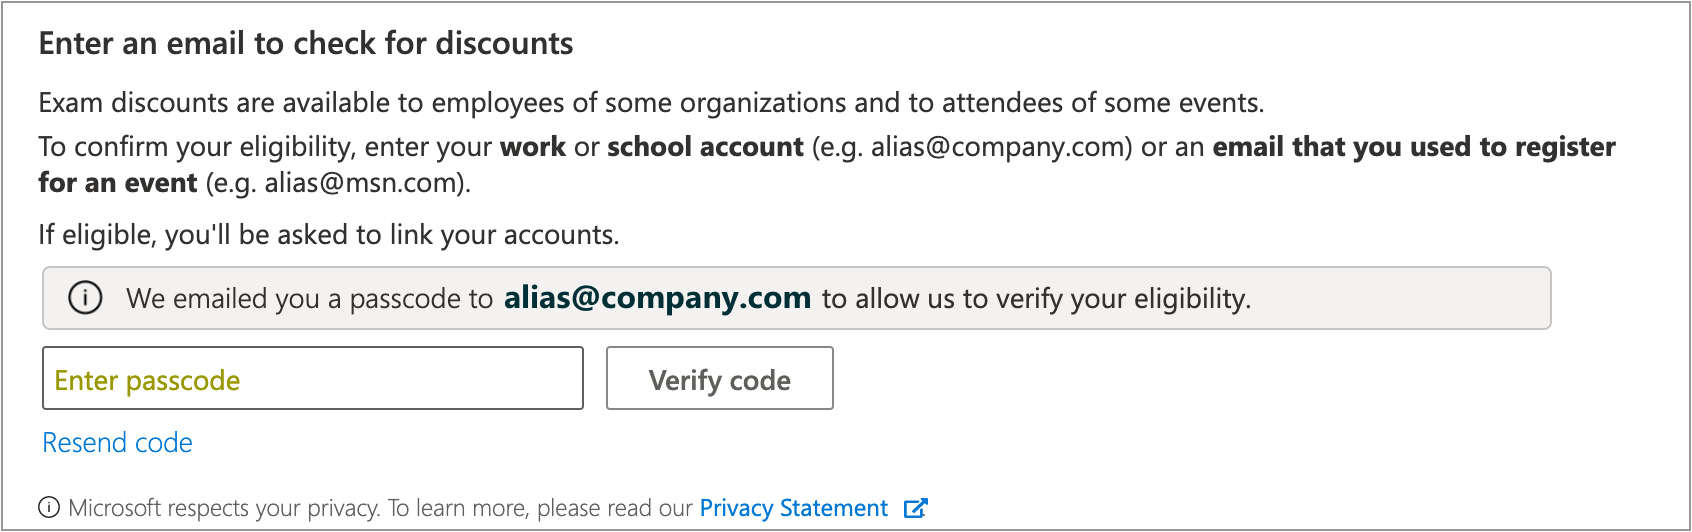 Enter an email to check for discounts
Exam discounts are available to employees of some organizations and to attendees of some events.
To confirm your eligibility, enter your work or school account (e.g. alias@company.com) or an email that you used to register
for an event (e.g. alias@msn.com).
If eligible, you'll be asked to link your accounts.
We emailed you a passcode to alias@company.com to allow us to verify your eligibility.
Enter passcode Verify code
Resend code
Microsoft respects your privacy. To learn more, please read our Privacy Statement